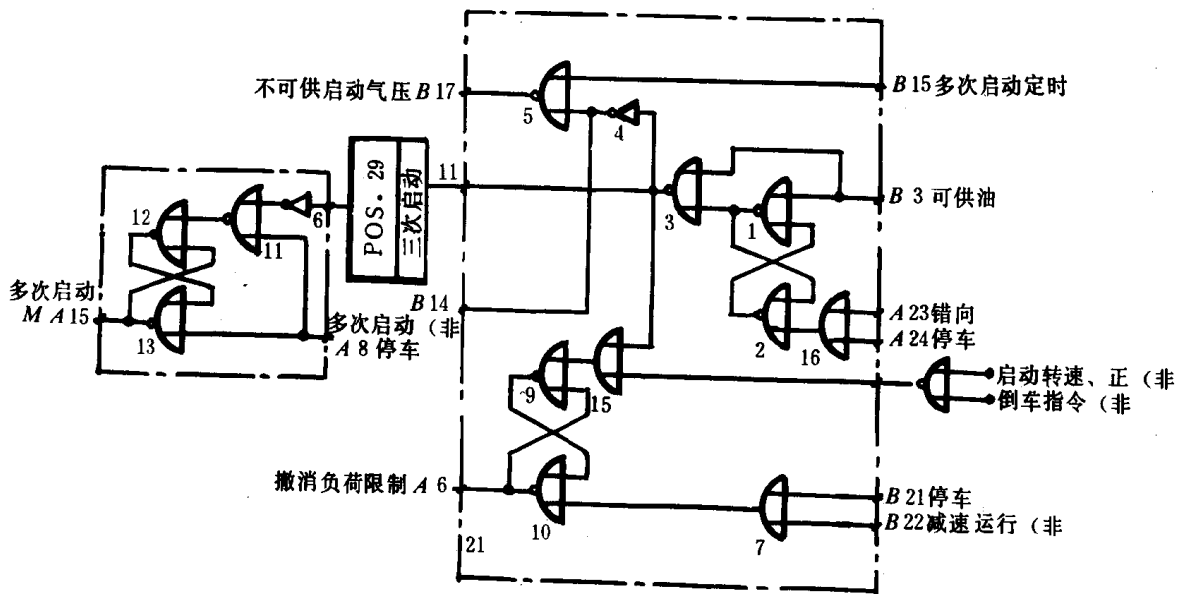 不可供启动气压 B 17
B 15 多次启动定时
5
4
POS. 29
三次启动
11
3
1
B 3 可供油
12
11
6
多次启动
M A 15
13
多次启动 (非
A 8 停车
B 14
2
16
A 23 错向
A 24 停车
9
15
启动转速、正 (非
倒车指令 (非
撤消负荷限制 A 6
10
7
B 21 停车
B 22 减速运行 (非
21